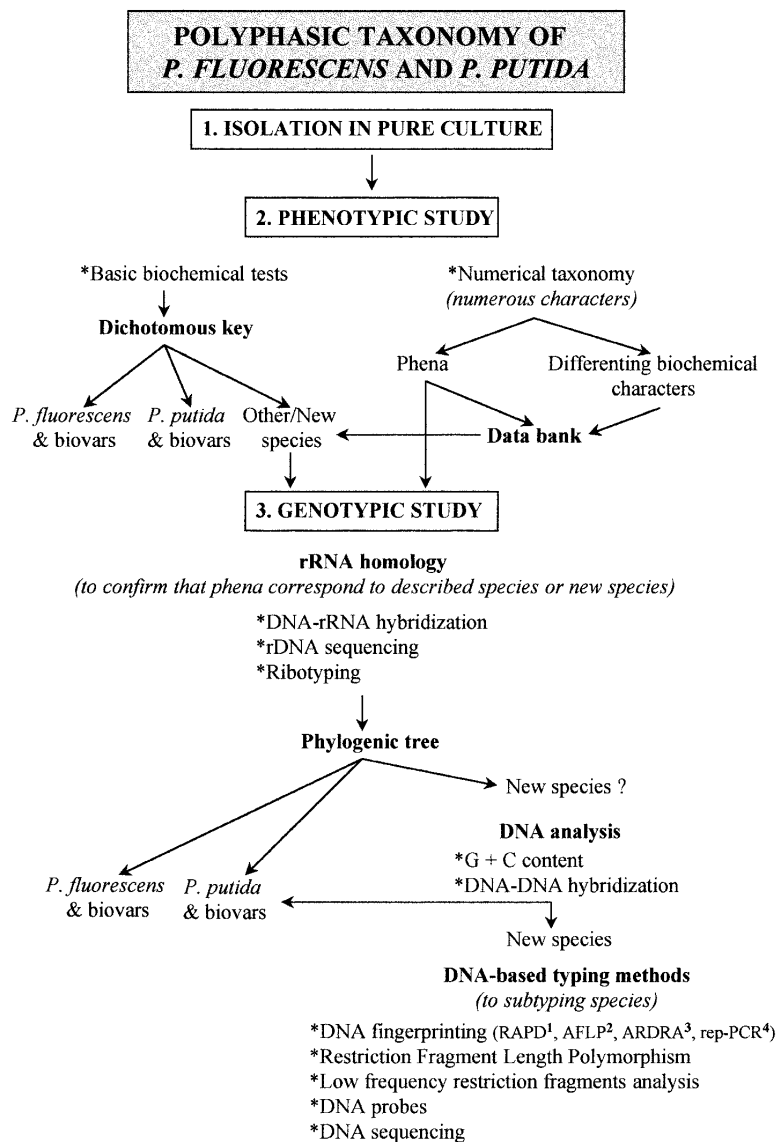 POLYPHASIC TAXONOMY OF
P. FLUORESCENS AND P. PUTIDA
1. ISOLATION IN PURE CULTURE
2. PHENOTYPIC STUDY
*Basic biochemical tests
*Numerical taxonomy
(numerous characters)
Dichotomous key
Phena
Differenting biochemical
characters
P. fluorescens
& biovars
P. putida
& biovars
Other/New
species
Data bank
3. GENOTYPIC STUDY
rRNA homology
(to confirm that phena correspond to described species or new species)
*DNA-rRNA hybridization
*rDNA sequencing
*Ribotyping
Phylogenic tree
New species ?
DNA analysis
*G + C content
*DNA-DNA hybridization
P. fluorescens
& biovars
P. putida
& biovars
New species
DNA-based typing methods
(to subtyping species)
*DNA fingerprinting (RAPD¹, AFLP², ARDRA³, rep-PCR⁴)
*Restriction Fragment Length Polymorphism
*Low frequency restriction fragments analysis
*DNA probes
*DNA sequencing